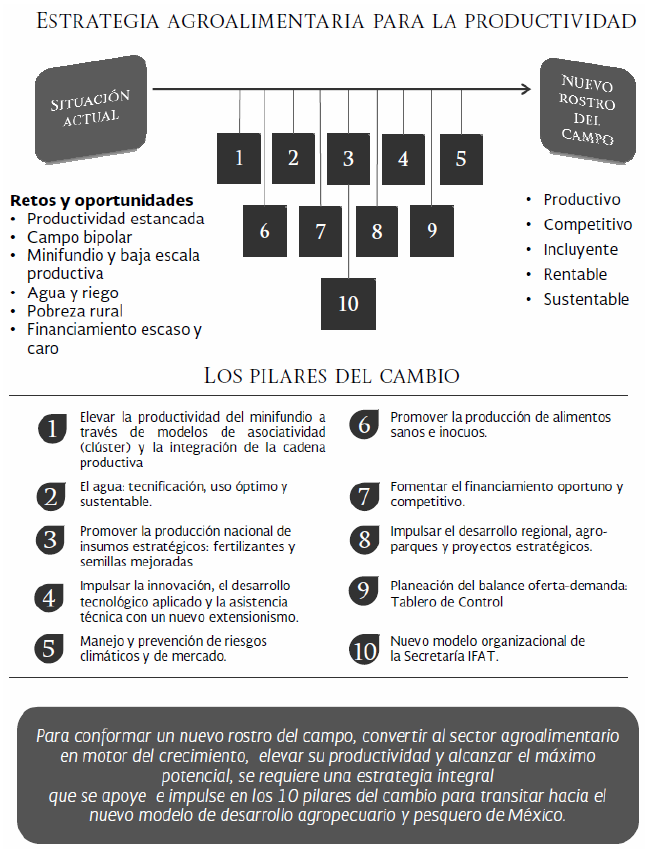 ESTRATEGIA AGROALIMENTARIA PARA LA PRODUCTIVIDAD
SITUACIÓN
ACTUAL
NUEVO
ROSTRO
DEL
CAMPO
1
2
3
4
5
6
7
8
9
10
Retos y oportunidades
• Productividad estancada
• Campo bipolar
• Minifundio y baja escala
productiva
• Agua y riego
• Pobreza rural
• Financiamiento escaso y
caro
• Productivo
• Competitivo
• Incluyente
• Rentable
• Sustentable
LOS PILARES DEL CAMBIO
1 Elevar la productividad del minifundio a
través de modelos de asociatividad
(clúster) y la integración de la cadena
productiva
2 El agua: tecnificación, uso óptimo y
sustentable.
3 Promover la producción nacional de
insumos estratégicos: fertilizantes y
semillas mejoradas
4 Impulsar la innovación, el desarrollo
tecnológico aplicado y la asistencia
técnica con un nuevo extensionismo.
5 Manejo y prevención de riesgos
climáticos y de mercado.
6 Promover la producción de alimentos
sanos e inocuos.
7 Fomentar el financiamiento oportuno y
competitivo.
8 Impulsar el desarrollo regional, agro-
parques y proyectos estratégicos.
9 Planeación del balance oferta-demanda:
Tablero de Control
10 Nuevo modelo organizacional de
la Secretaría IFAT.
Para conformar un nuevo rostro del campo, convertir al sector agroalimentario
en motor del crecimiento, elevar su productividad y alcanzar el máximo
potencial, se requiere una estrategia integral
que se apoye e impulse en los 10 pilares del cambio para transitar hacia el
nuevo modelo de desarrollo agropecuario y pesquero de México.